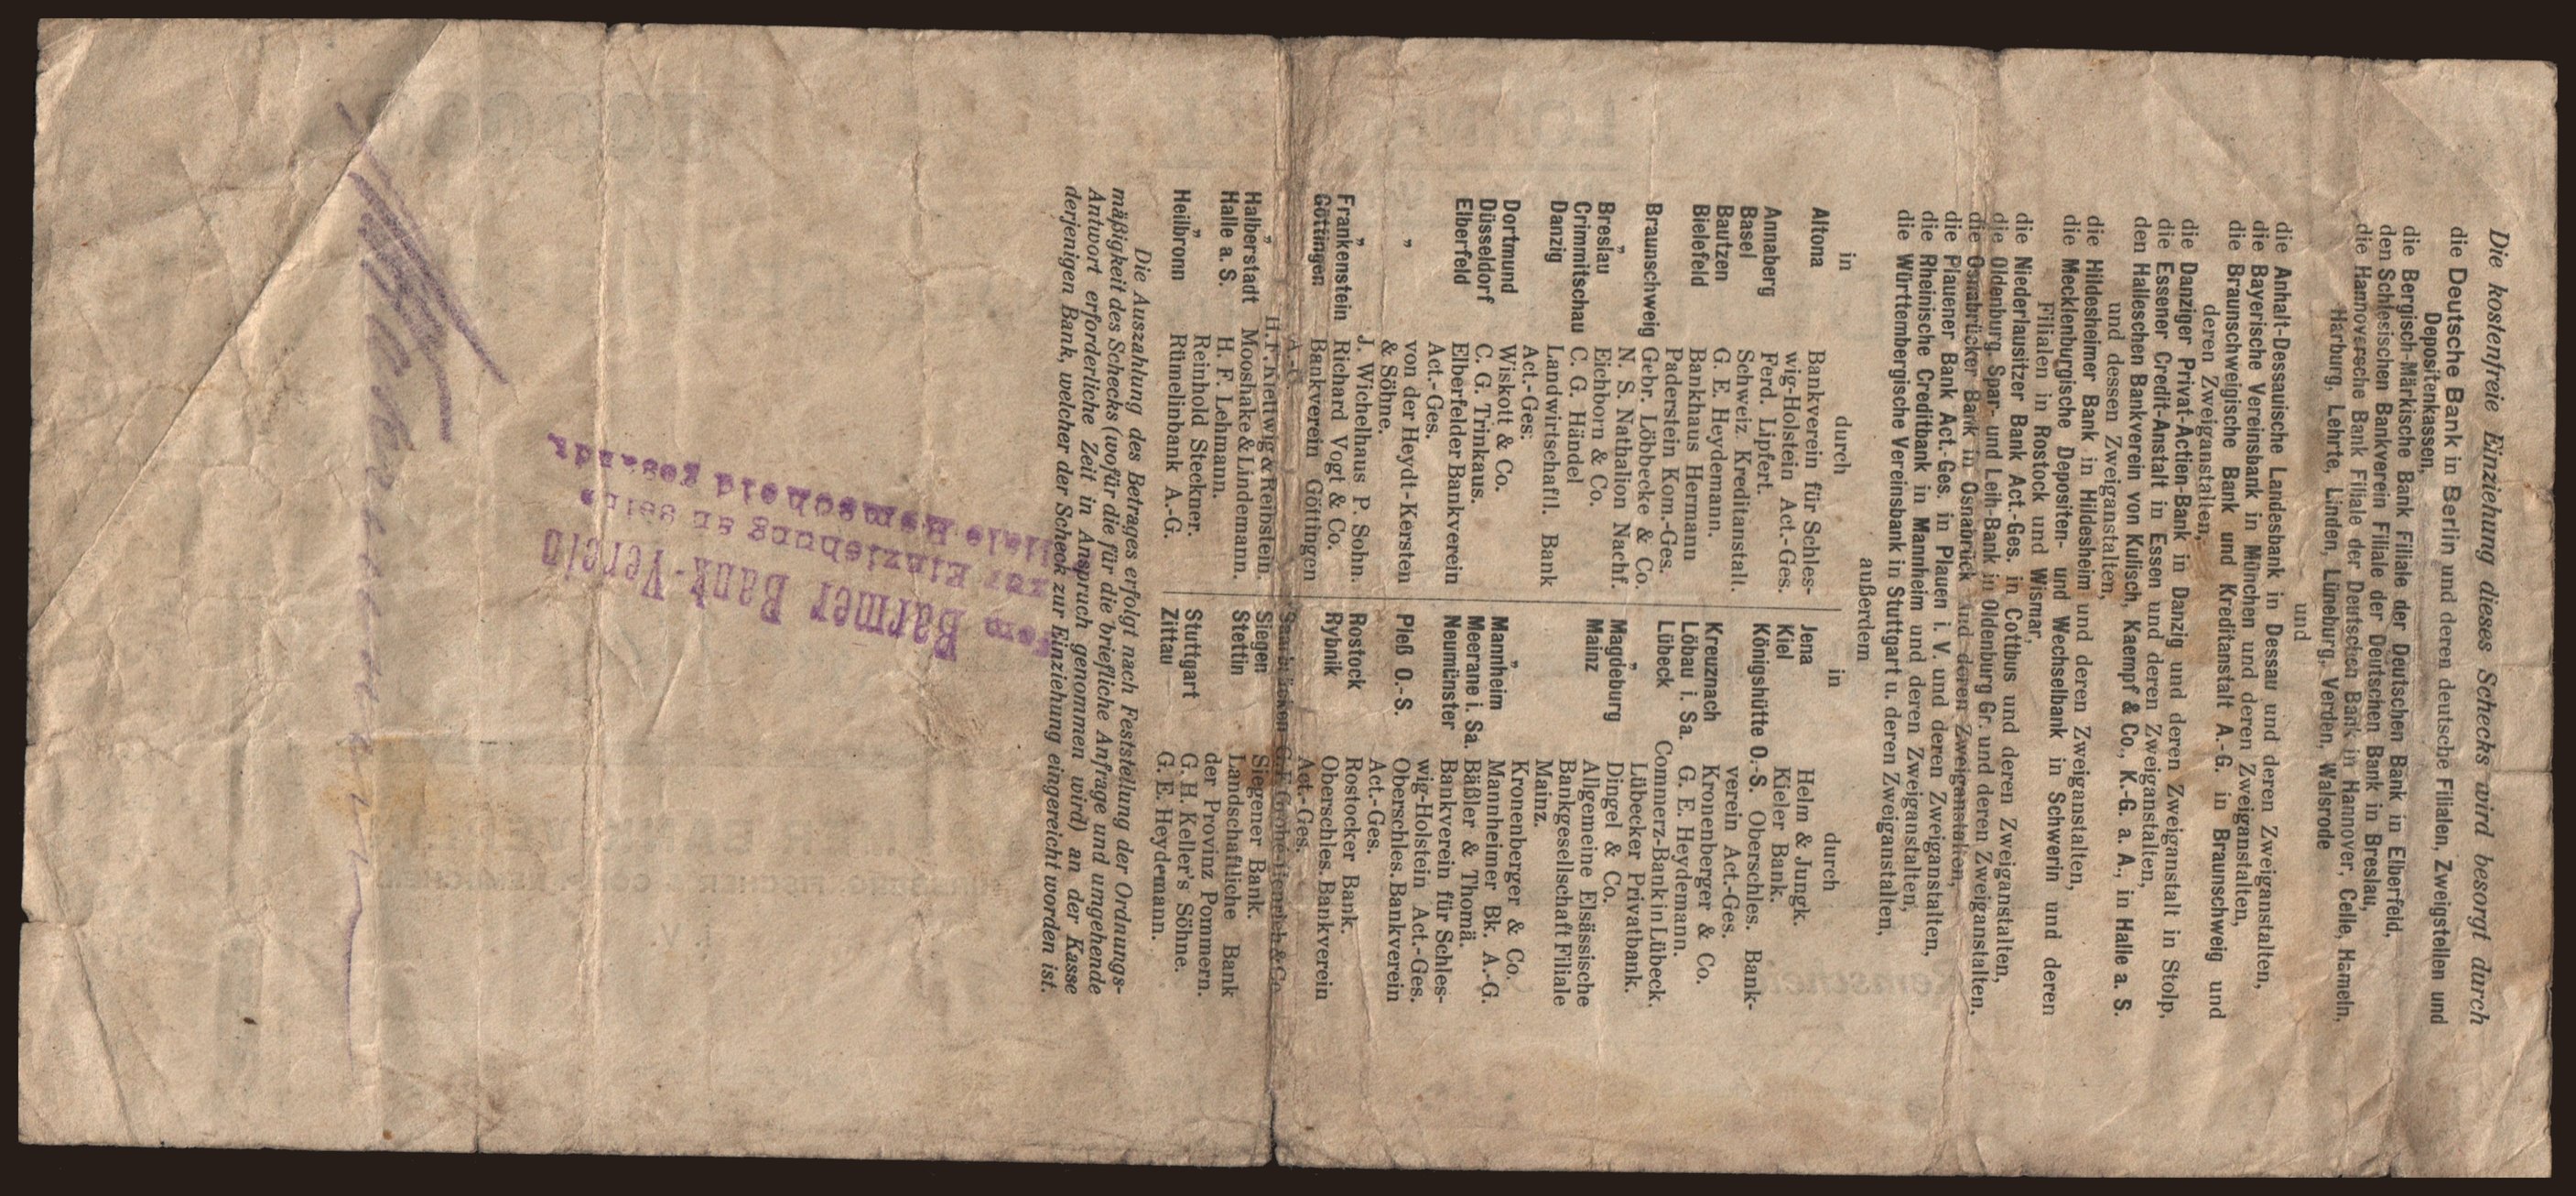 Die kostenfreie Einziehung dieses Schecks wird besorgt durch
die Deutsche Bank in Berlin und deren deutsche Filialen, Zweigstellen und
Depositenkassen,
die Bergisch-Märkische Bank Filiale der Deutschen Bank in Elberfeld,
den Schlesischen Bankverein Filiale der Deutschen Bank in Breslau,
die Hannoversche Bank Filiale der Deutschen Bank in Hannover, Celle, Hameln,
Harburg, Lehrte, Linden, Lüneburg, Verden, Walsrode
und
die Anhalt-Dessauische Landesbank in Dessau und deren Zweiganstalten,
die Bayerische Vereinsbank in München und deren Zweiganstalten,
die Braunschweigische Bank und Kreditanstalt A.-G. in Braunschweig und
deren Zweiganstalten,
die Danziger Privat-Actien-Bank in Danzig und deren Zweiganstalt in Stolp,
die Essener Credit-Anstalt in Essen und deren Zweiganstalten,
den Halleschen Bankverein von Kulisch, Kaempf & Co., K.-G. a. A., in Halle a. S.
und dessen Zweiganstalten,
die Hildesheimer Bank in Hildesheim und deren Zweiganstalten,
die Mecklenburgische Depositen- und Wechselbank in Schwerin und deren
Filialen in Rostock und Wismar,
die Niederlausitzer Bank Act.-Ges. in Cottbus und deren Zweiganstalten,
die Oldenburg. Spar- und Leih-Bank in Oldenburg Gr. und deren Zweiganstalten,
die Osnabrücker Bank in Osnabrück und deren Zweiganstalten,
die Plauener Bank Act.-Ges. in Plauen i. V. und deren Zweiganstalten,
die Rheinische Creditbank in Mannheim und deren Zweiganstalten,
die Württembergische Vereinsbank in Stuttgart u. deren Zweiganstalten,
außerdem
in durch
Altona Bankverein für Schles-
wig-Holstein Act.-Ges.
Annaberg Ferd. Lipfert.
Basel Schweiz. Kreditanstalt.
Bautzen G. E. Heydemann.
Bielefeld Bankhaus Hermann
Paderstein Kom.-Ges.
Braunschweig Gebr. Löbbecke & Co.
„ N. S. Nathalion Nachf.
Breslau Eichborn & Co.
Crimmitschau C. G. Händel
Danzig Landwirtschaftl. Bank
Act.-Ges.
Dortmund Wiskott & Co.
Düsseldorf C. G. Trinkaus.
Elberfeld Elberfelder Bankverein
Act.-Ges.
„ von der Heydt-Kersten
& Söhne.
„ J. Wichelhaus P. Sohn.
Frankenstein Richard Vogt & Co.
Göttingen Bankverein Göttingen
A.-G.
„ H. F. Klettwig & Reibstein.
Halberstadt Mooshake & Lindemann.
Halle a. S. H. F. Lehmann.
„ Reinhold Steckner.
Heilbronn Rümelinbank A.-G.
in durch
Jena Helm & Jungk.
Kiel Kieler Bank.
Königshütte O.-S. Oberschles. Bank-
verein Act.-Ges.
Kreuznach Kronenberger & Co.
Löbau i. Sa. G. E. Heydemann.
Lübeck Commerz-Bank in Lübeck.
„ Lübecker Privatbank.
Magdeburg Dingel & Co.
Mainz Allgemeine Elsässische
Bankgesellschaft Filiale
Mainz.
„ Kronenberger & Co.
Mannheim Mannheimer Bk. A.-G.
Meerane i. Sa. Bäßler & Thomä.
Neumünster Bankverein für Schles-
wig-Holstein Act.-Ges.
Pleß O.-S. Oberschles. Bankverein
Act.-Ges.
Rostock Rostocker Bank.
Rybnik Oberschles. Bankverein
Act.-Ges.
Saarbrücken G. F. Grohé-Henrich & Co.
Siegen Siegener Bank.
Stettin Landschaftliche Bank
der Provinz Pommern.
Stuttgart G. H. Keller's Söhne.
Zittau G. E. Heydemann.
Die Auszahlung des Betrages erfolgt nach Feststellung der Ordnungs-
mäßigkeit des Schecks (wofür die für die briefliche Anfrage und umgehende
Antwort erforderliche Zeit in Anspruch genommen wird) an der Kasse
derjenigen Bank, welcher der Scheck zur Einziehung eingereicht worden ist.
Barmer Bank-Verein
zur Einziehung an seine
Filiale Remscheid gesandt